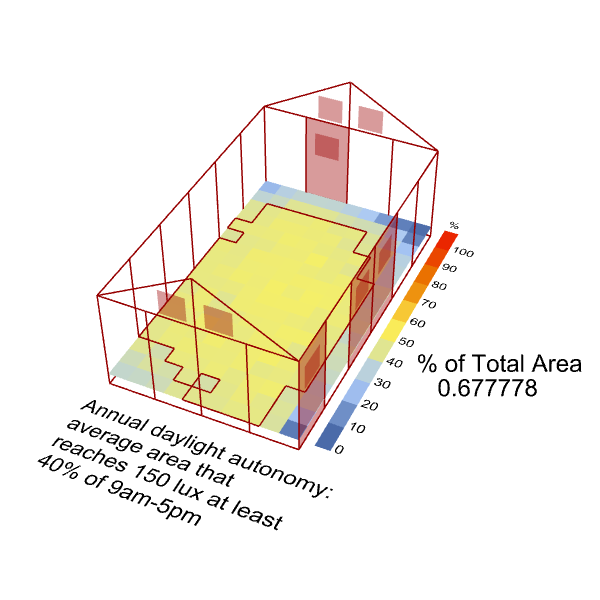 %
100
90
80
70
60
50
40
30
20
10
0
% of Total Area
0.677778
Annual daylight autonomy:
average area that
reaches 150 lux at least
40% of 9am-5pm